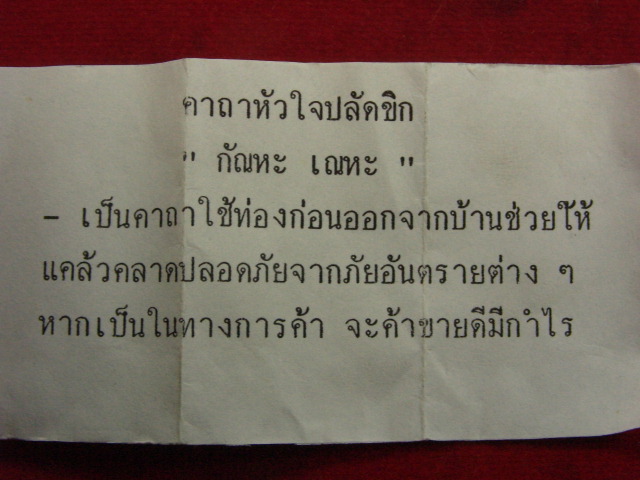 คาถาหัวใจปลัดขิก
" กัณหะ เณหะ "
- เป็นคาถาใช้ท่องก่อนออกจากบ้านช่วยให้
แคล้วคลาดปลอดภัยจากภัยอันตรายต่าง ๆ
หากเป็นในทางการค้า จะค้าขายดีมีกำไร